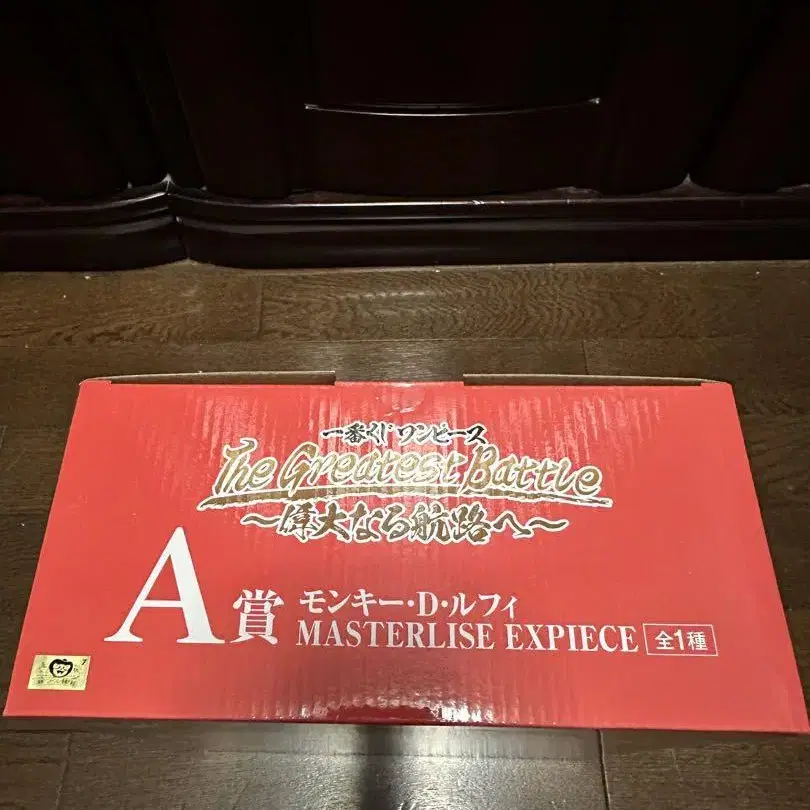 一番くじ ワンピース
The Greatest Battle
～偉大なる航路へ～
A賞
モンキー・D・ルフィ
MASTERLISE EXPIECE 全1種